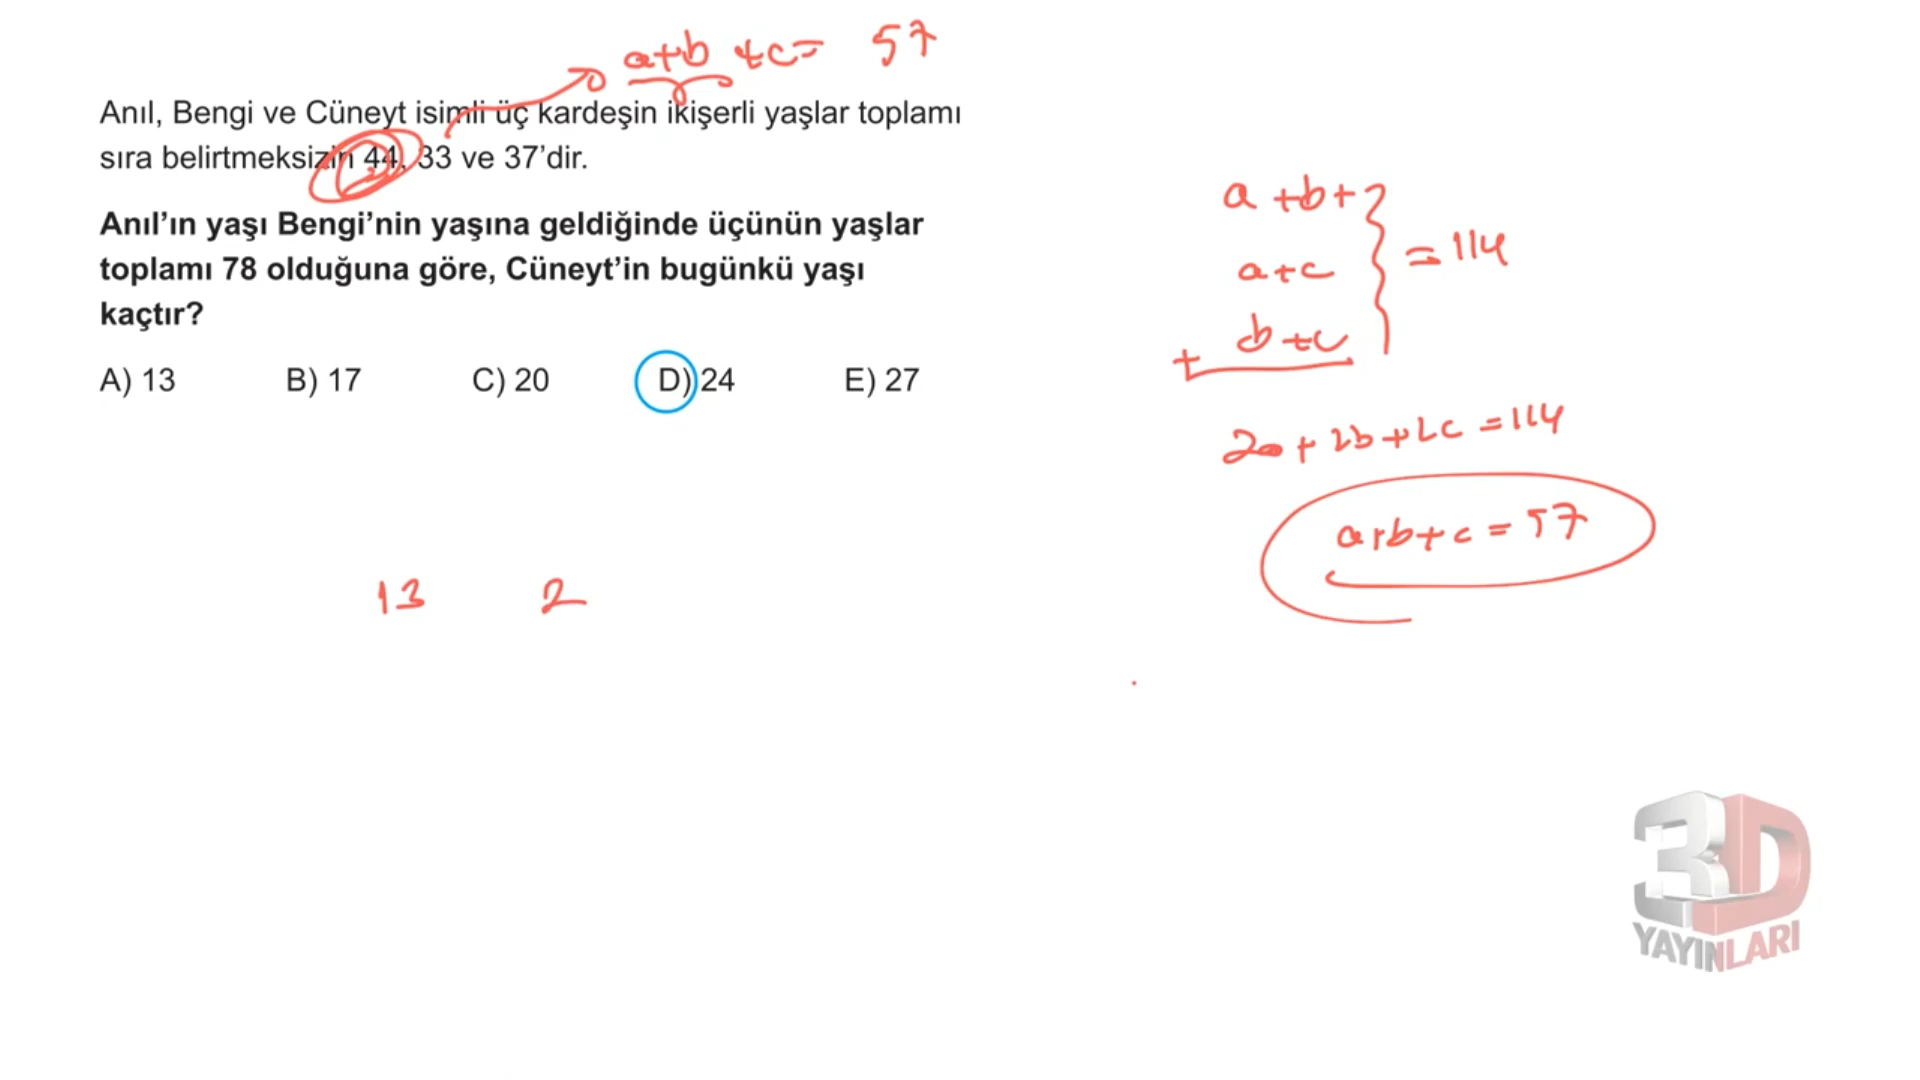 a+b +c= 57
Anıl, Bengi ve Cüneyt isimli üç kardeşin ikişerli yaşlar toplamı
sıra belirtmeksizin 44, 33 ve 37’dir.
Anıl’ın yaşı Bengi’nin yaşına geldiğinde üçünün yaşlar
toplamı 78 olduğuna göre, Cüneyt’in bugünkü yaşı
kaçtır?
A) 13 B) 17 C) 20 D) 24 E) 27
a+b+
a+c
= 114
+ b+c
2a+2b+2c=114
a+b+c=57
13 2
3D
YAYINLARI